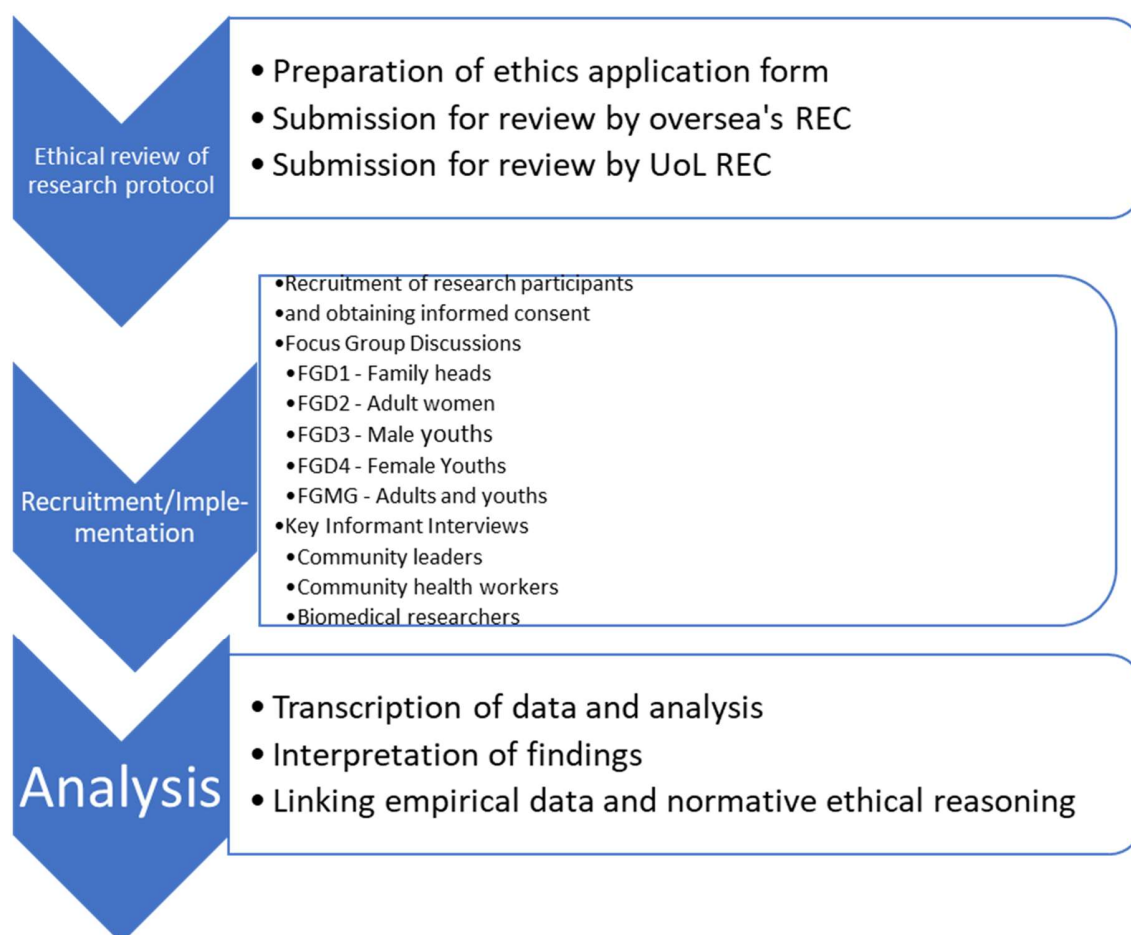 Ethical review of
research protocol
• Preparation of ethics application form
• Submission for review by oversea's REC
• Submission for review by UoL REC
Recruitment/Imple-
mentation
•Recruitment of research participants
•and obtaining informed consent
•Focus Group Discussions
•FGD1 - Family heads
•FGD2 - Adult women
•FGD3 - Male youths
•FGD4 - Female Youths
•FGMG - Adults and youths
•Key Informant Interviews
•Community leaders
•Community health workers
•Biomedical researchers
Analysis
• Transcription of data and analysis
• Interpretation of findings
• Linking empirical data and normative ethical reasoning